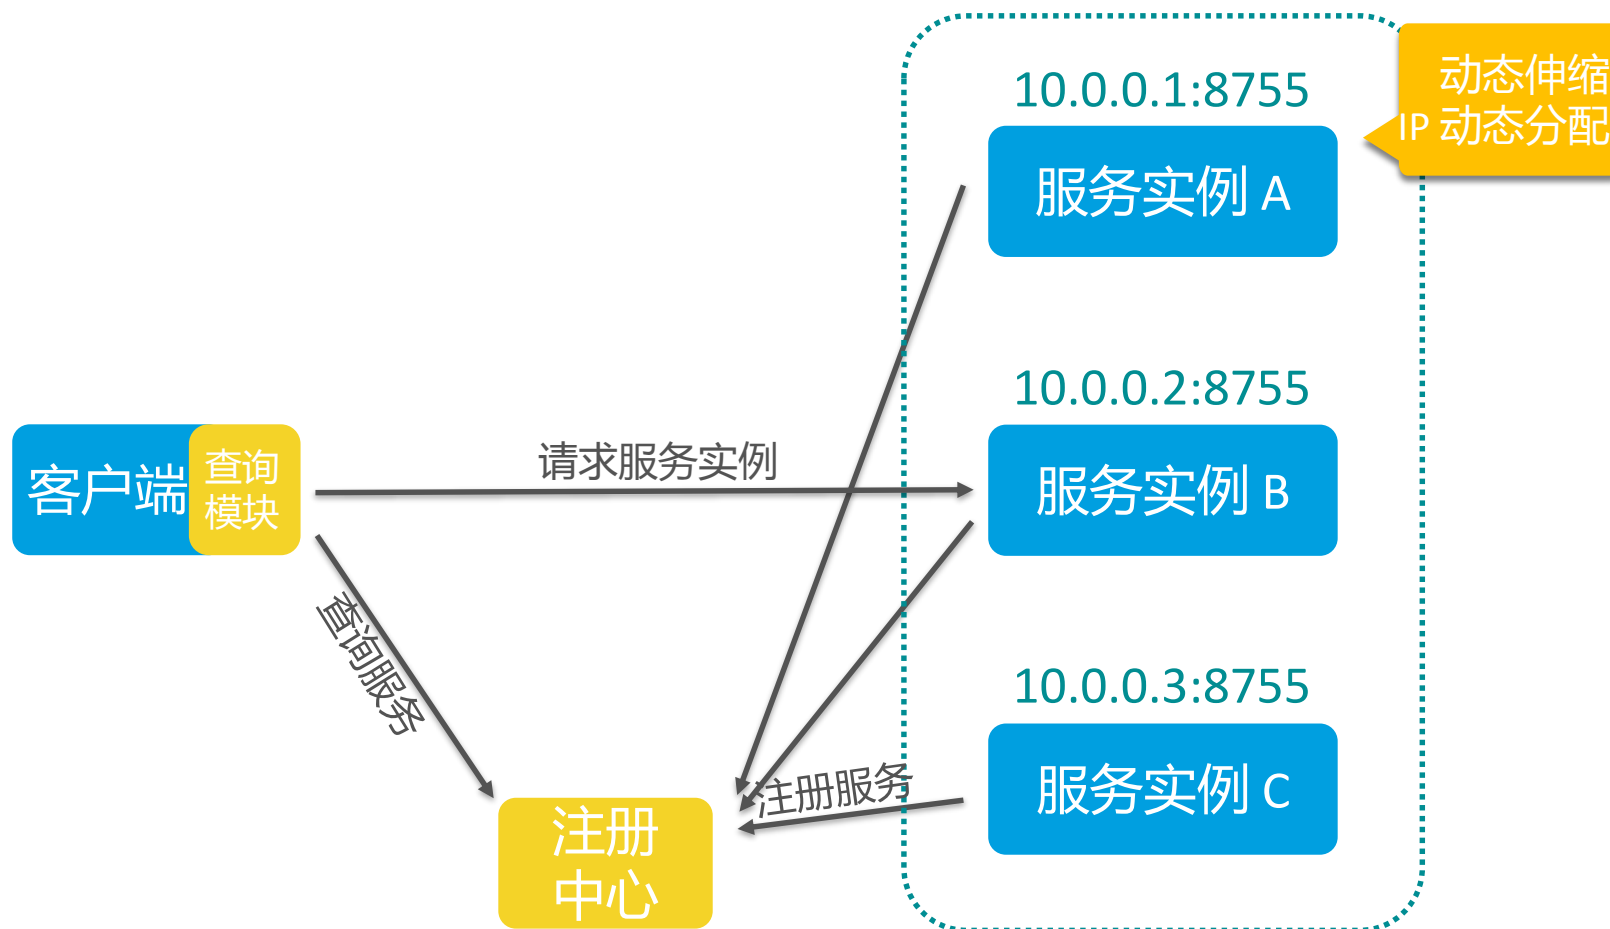 10.0.0.1:8755
动态伸缩
IP 动态分配
服务实例 A
10.0.0.2:8755
请求服务实例
客户端
查询
模块
服务实例 B
查询服务
10.0.0.3:8755
注册服务
服务实例 C
注册
中心